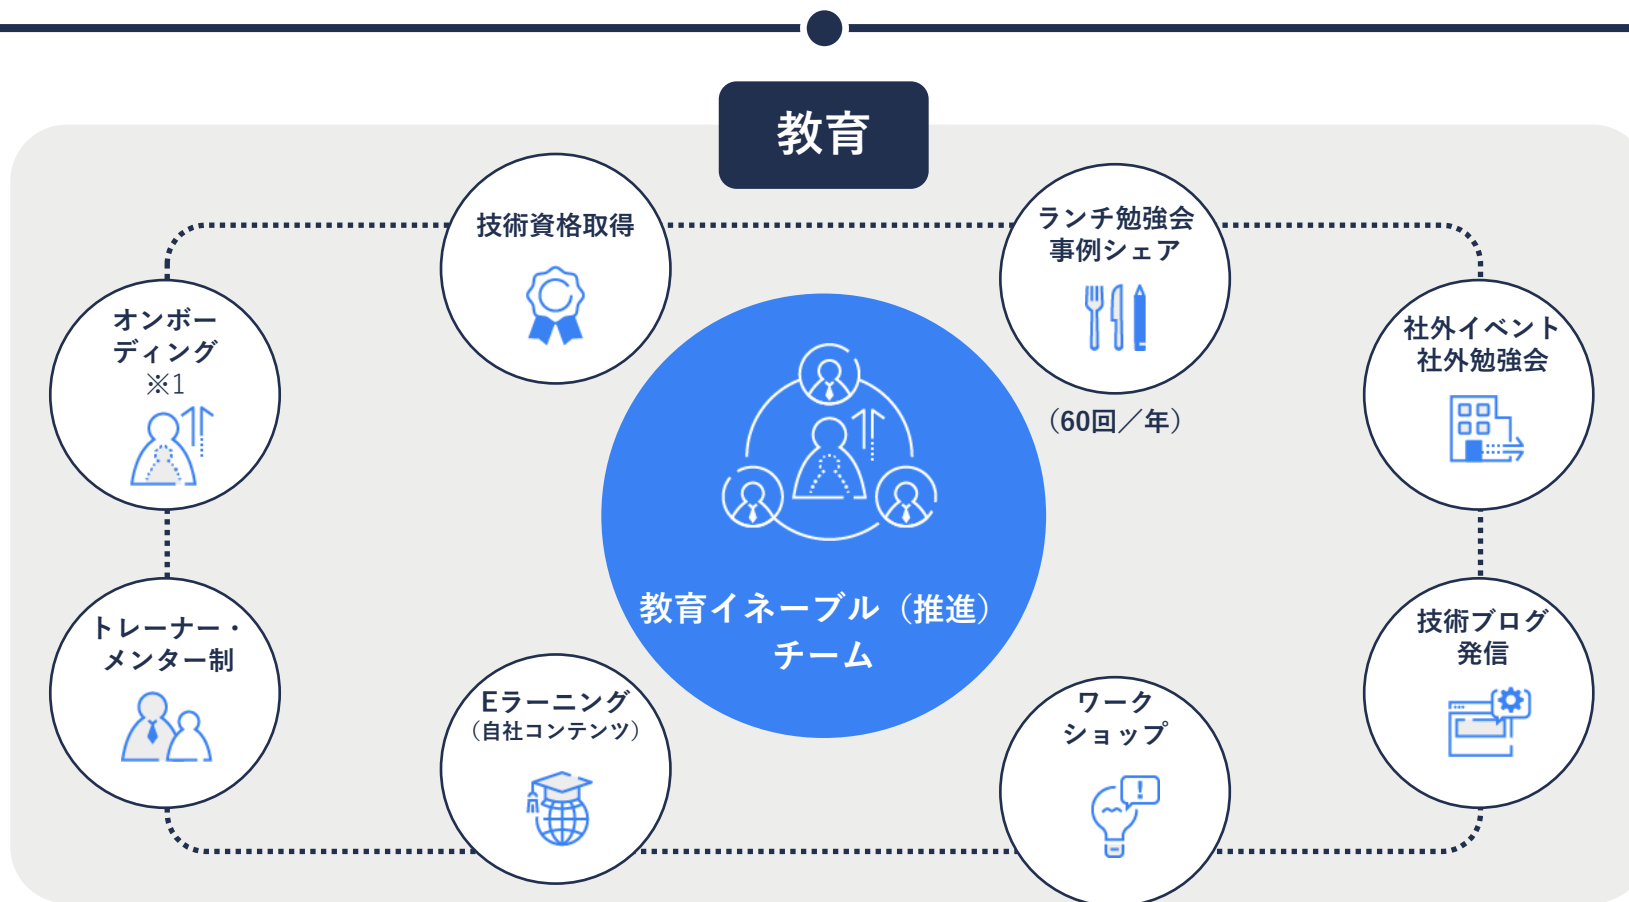 教育
技術資格取得
ランチ勉強会
事例シェア
（60回／年）
オンボー
ディング
※1
社外イベント
社外勉強会
教育イネーブル（推進）
チーム
トレーナー・
メンター制
技術ブログ
発信
Eラーニング
（自社コンテンツ）
ワーク
ショップ